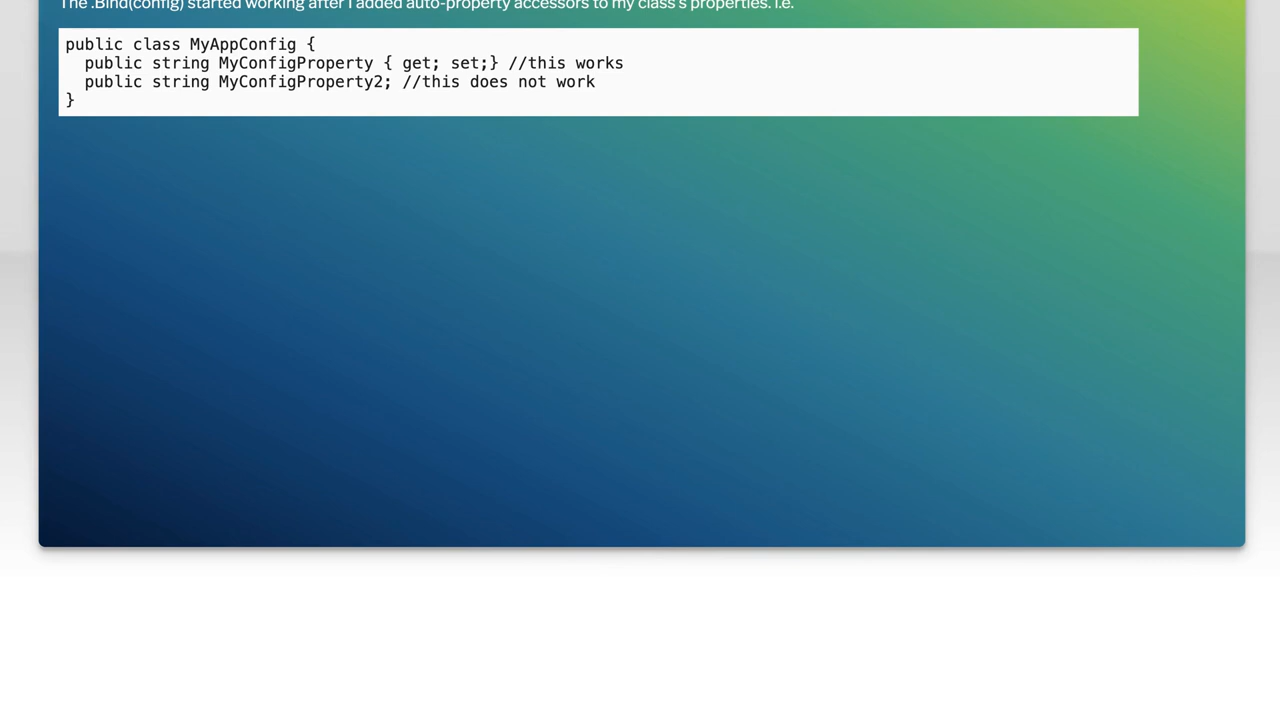 The .Bind(config) started working after I added auto-property accessors to my class's properties. i.e.
public class MyAppConfig {
  public string MyConfigProperty { get; set;} //this works
  public string MyConfigProperty2; //this does not work
}